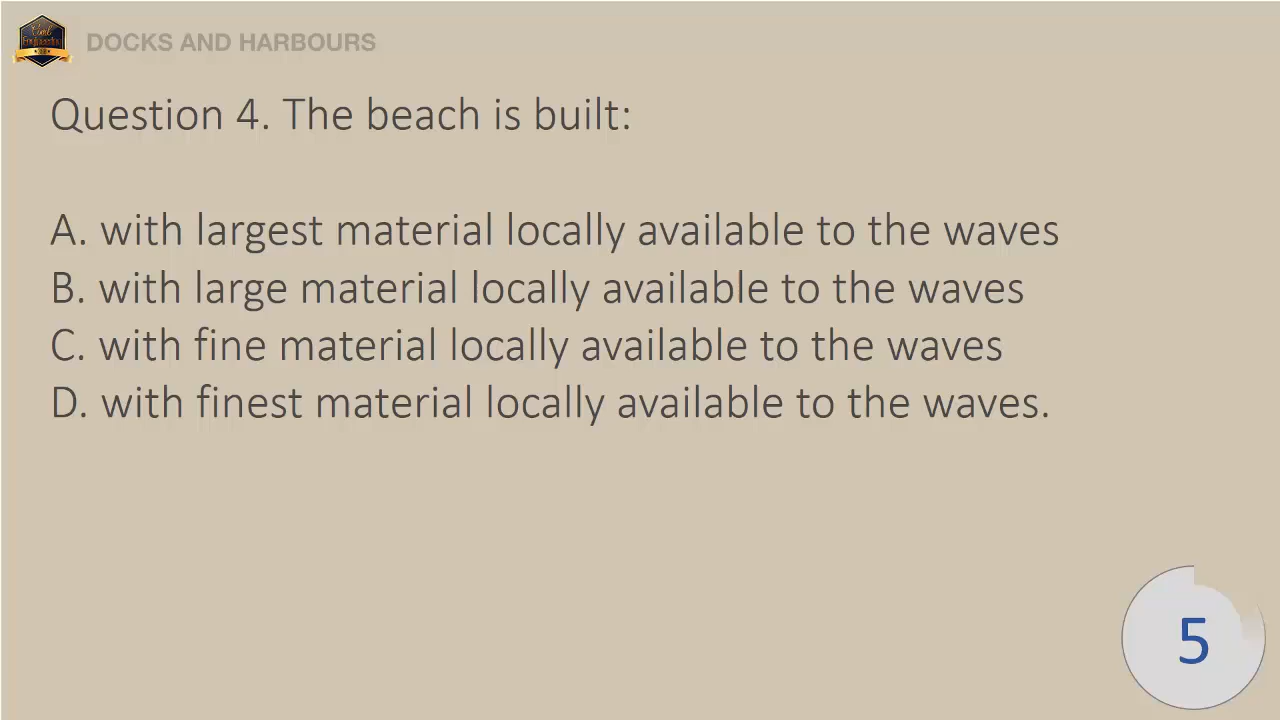 Civil
Engineering
DOCKS AND HARBOURS
Question 4. The beach is built:
A. with largest material locally available to the waves
B. with large material locally available to the waves
C. with fine material locally available to the waves
D. with finest material locally available to the waves.
5